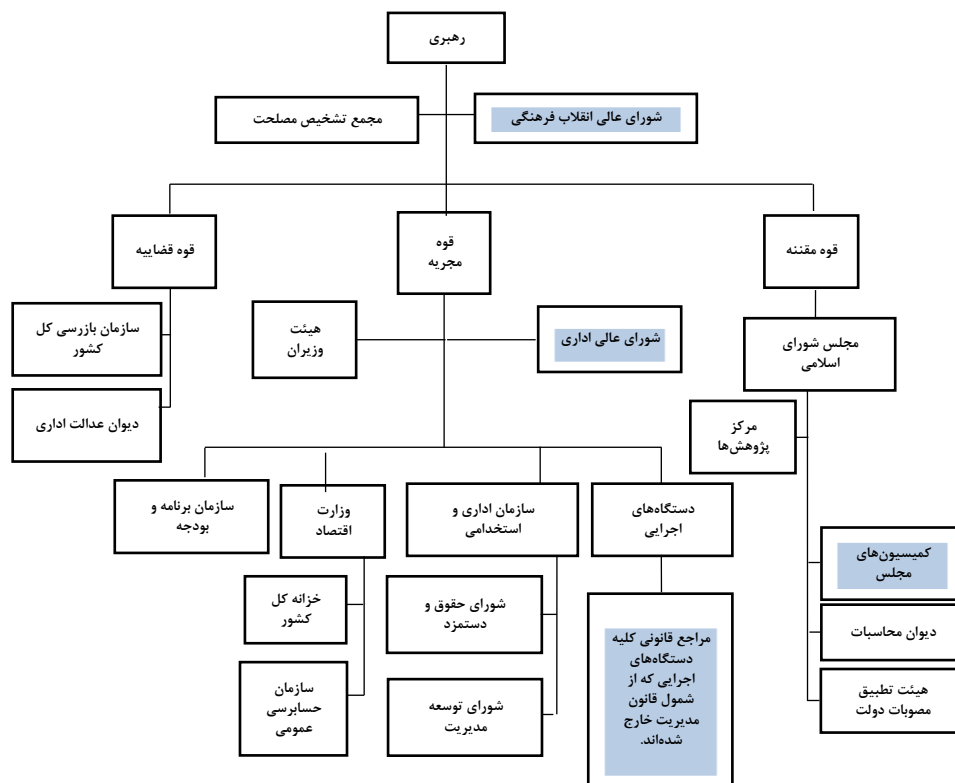 رهبری
شورای عالی انقلاب فرهنگی
مجمع تشخیص مصلحت
قوه مقننه
قوه
مجریه
قوه قضاییه
مجلس شورای
اسلامی
شورای عالی اداری
هیئت
وزیران
سازمان بازرسی کل
کشور
دیوان عدالت اداری
مرکز
پژوهش‌ها
دستگاه‌های
اجرایی
سازمان اداری و
استخدامی
وزارت
اقتصاد
سازمان برنامه و
بودجه
کمیسیون‌های
مجلس
دیوان محاسبات
هیئت تطبیق
مصوبات دولت
مراجع قانونی کلیه
دستگاه‌های
اجرایی که از
شمول قانون
مدیریت خارج
شده‌اند.
شورای حقوق و
دستمزد
شورای توسعه
مدیریت
خزانه کل
کشور
سازمان
حسابرسی
عمومی